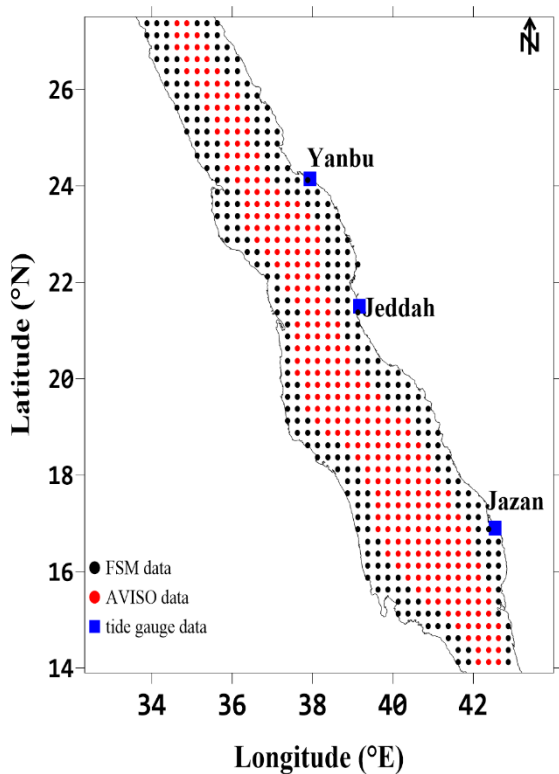 N
26
Yanbu
24
22
Jeddah
Latitude (°N)
20
18
Jazan
16
FSM data
AVISO data
tide gauge data
14
34 36 38 40 42
Longitude (°E)